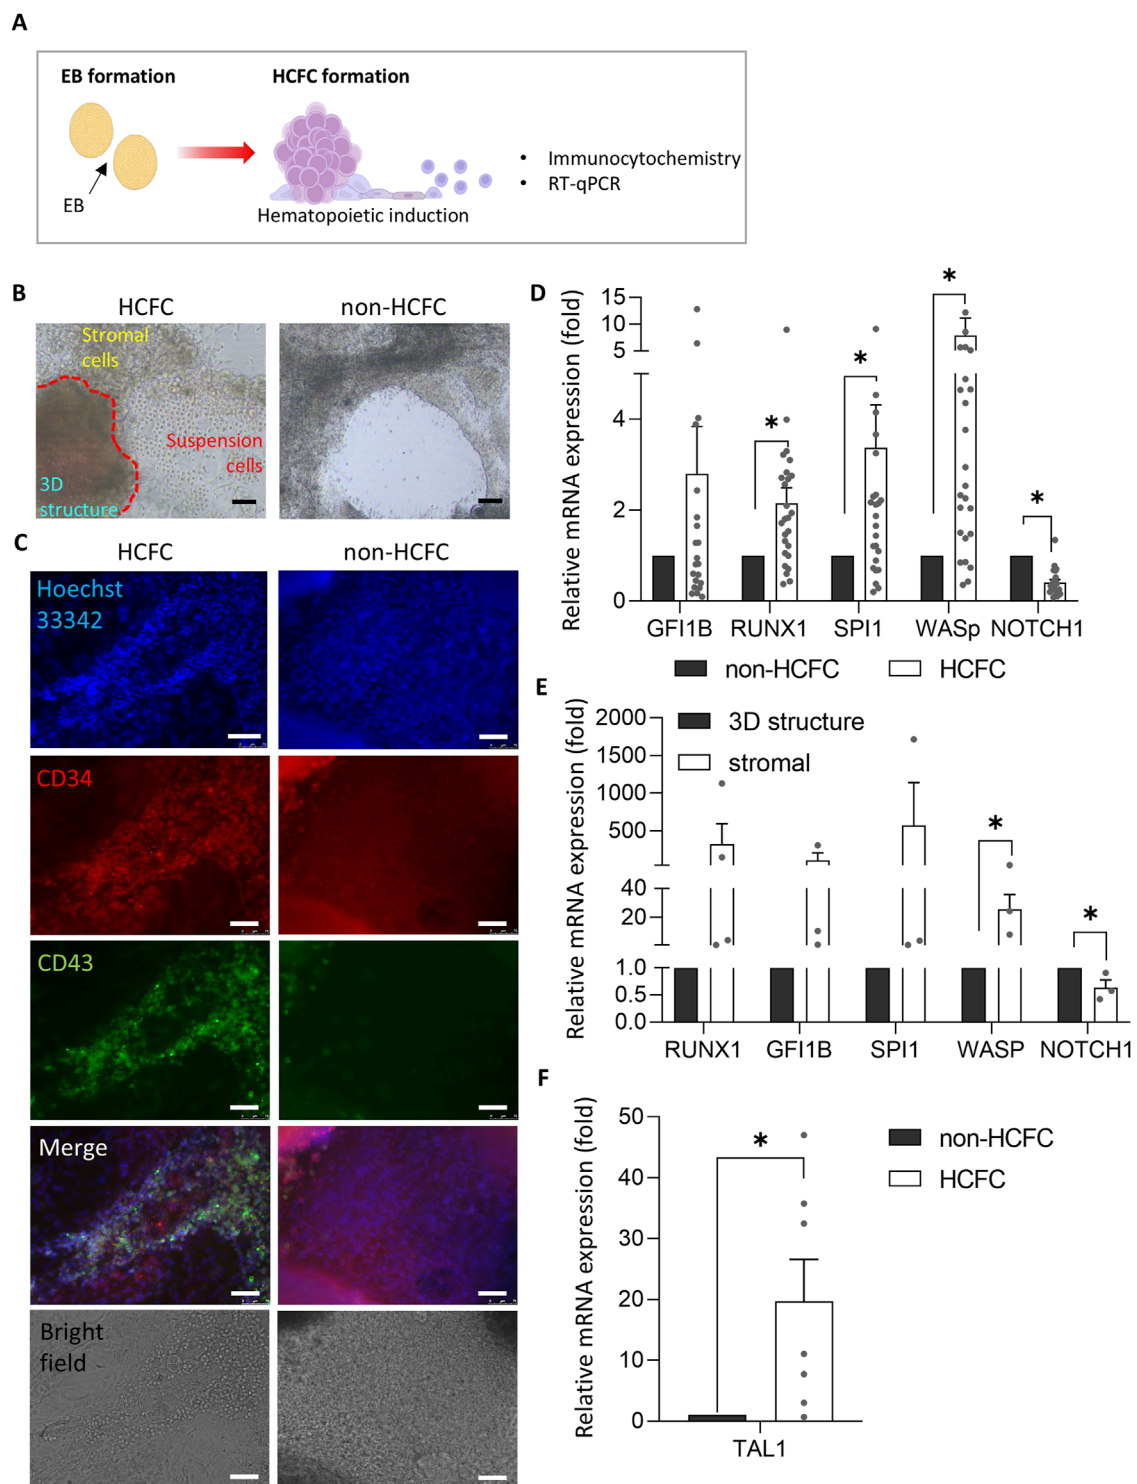 A
EB formation
HCFC formation
EB
Hematopoietic induction
• Immunocytochemistry
• RT-qPCR
B
HCFC
non-HCFC
Stromal
cells
Suspension
cells
3D
structure
C
HCFC
non-HCFC
Hoechst
33342
CD34
CD43
Merge
Bright
field
D
Relative mRNA expression (fold)
15
10
5
4
2
0
*
*
*
*
GFI1B
RUNX1
SPI1
WASp
NOTCH1
non-HCFC
HCFC
E
Relative mRNA expression (fold)
2000
1500
1000
500
40
20
1.0
0.5
0.0
3D structure
stromal
*
*
RUNX1
GFI1B
SPI1
WASP
NOTCH1
F
Relative mRNA expression (fold)
50
40
30
20
10
0
*
non-HCFC
HCFC
TAL1